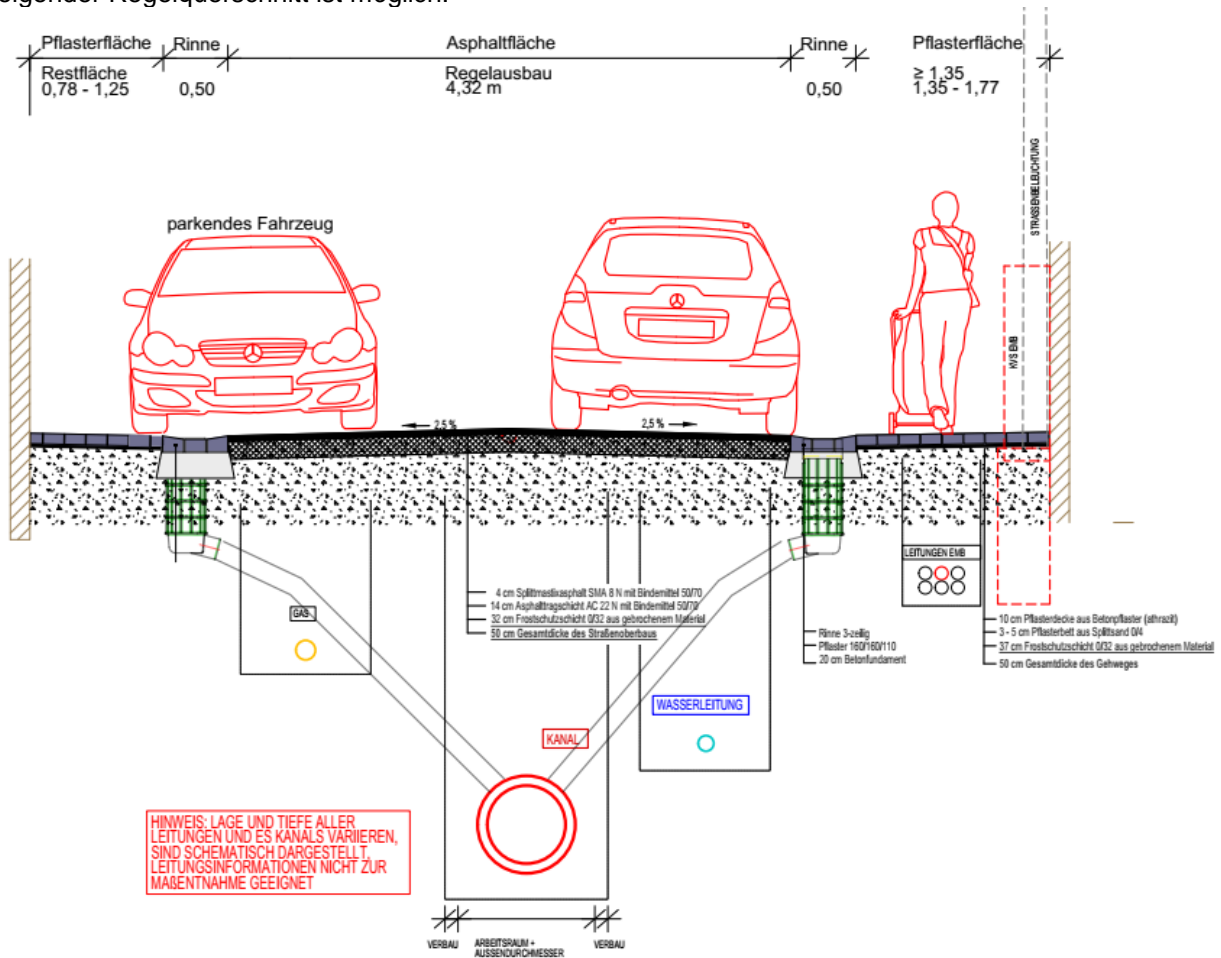 olgender Regelquerschnitt ist möglich:
Pflasterfläche
Rinne
Asphaltfläche
Rinne
Pflasterfläche
Restfläche
0,78 - 1,25
0,50
Regelausbau
4,32 m
0,50
≥ 1,35
1,35 - 1,77
STRASSENBELEUCHTUNG
parkendes Fahrzeug
KVS EMB
2,5 %
2,5 %
LEITUNGEN EMB
GAS
4 cm Splittmastixasphalt SMA 8 N mit Bindemittel 50/70
14 cm Asphalttragschicht AC 22 N mit Bindemittel 50/70
32 cm Frostschutzschicht 0/32 aus gebrochenem Material
50 cm Gesamtdicke des Straßenoberbaus
Rinne 3-zeilig
Pflaster 160/160/110
20 cm Betonfundament
10 cm Pflasterdecke aus Betonpflaster (athrazit)
3 - 5 cm Pflasterbett aus Splittsand 0/4
37 cm Frostschutzschicht 0/32 aus gebrochenem Material
50 cm Gesamtdicke des Gehweges
WASSERLEITUNG
KANAL
HINWEIS: LAGE UND TIEFE ALLER
LEITUNGEN UND ES KANALS VARIIEREN,
SIND SCHEMATISCH DARGESTELLT,
LEITUNGSINFORMATIONEN NICHT ZUR
MAßENTNAHME GEEIGNET
VERBAU
ARBEITSRAUM +
AUSSENDURCHMESSER
VERBAU